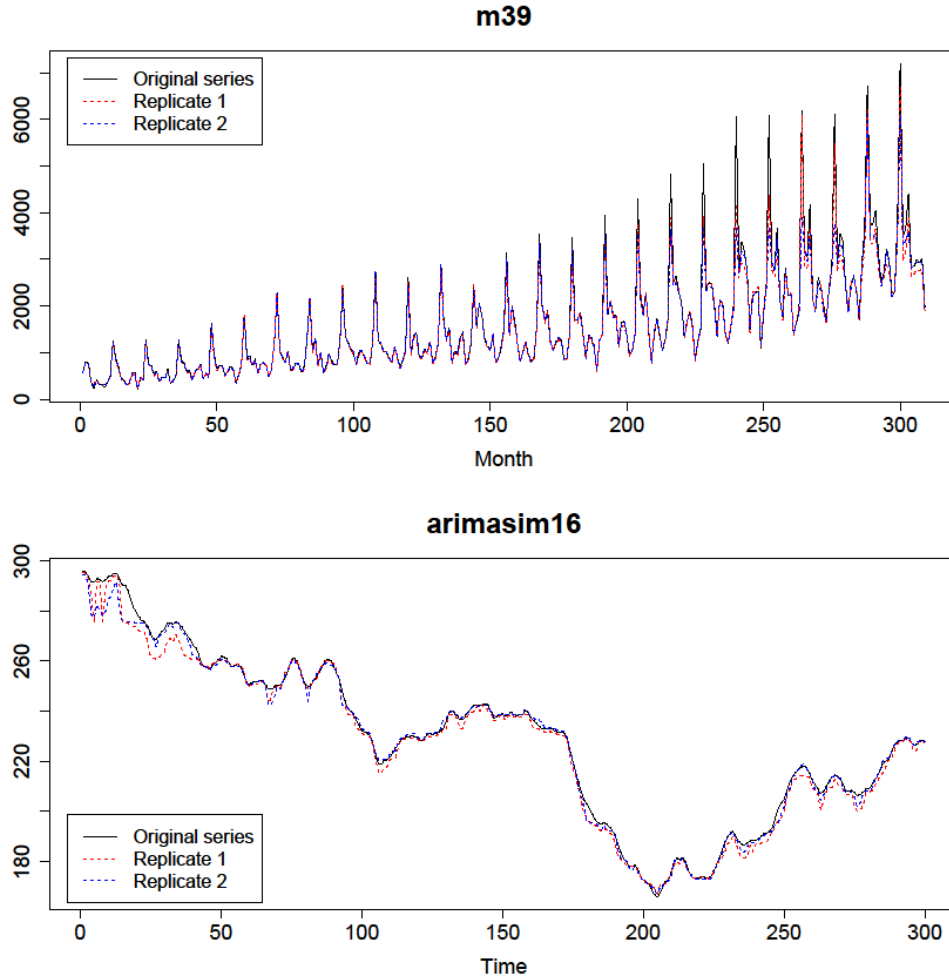 m39
Original series
Replicate 1
Replicate 2
6000
4000
2000
0
0 50 100 150 200 250 300
Month
arimasim16
300
260
220
180
Original series
Replicate 1
Replicate 2
0 50 100 150 200 250 300
Time